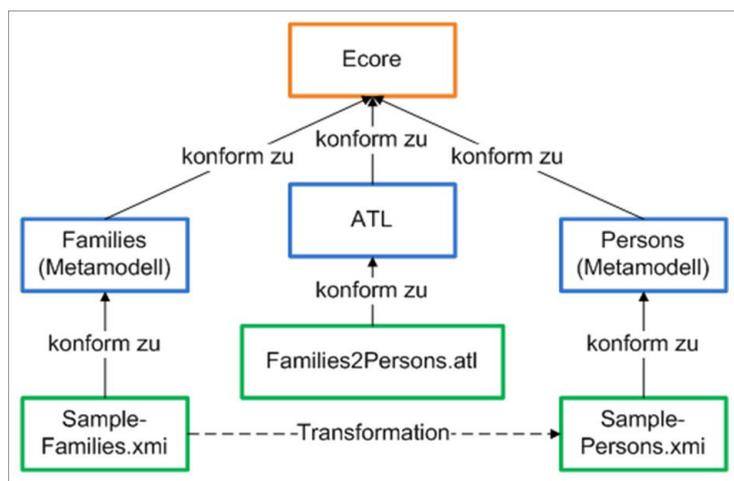 Ecore
konform zu
konform zu
konform zu
Families
(Metamodell)
ATL
Persons
(Metamodell)
konform zu
konform zu
konform zu
Families2Persons.atl
Sample-
Families.xmi
Transformation
Sample-
Persons.xmi